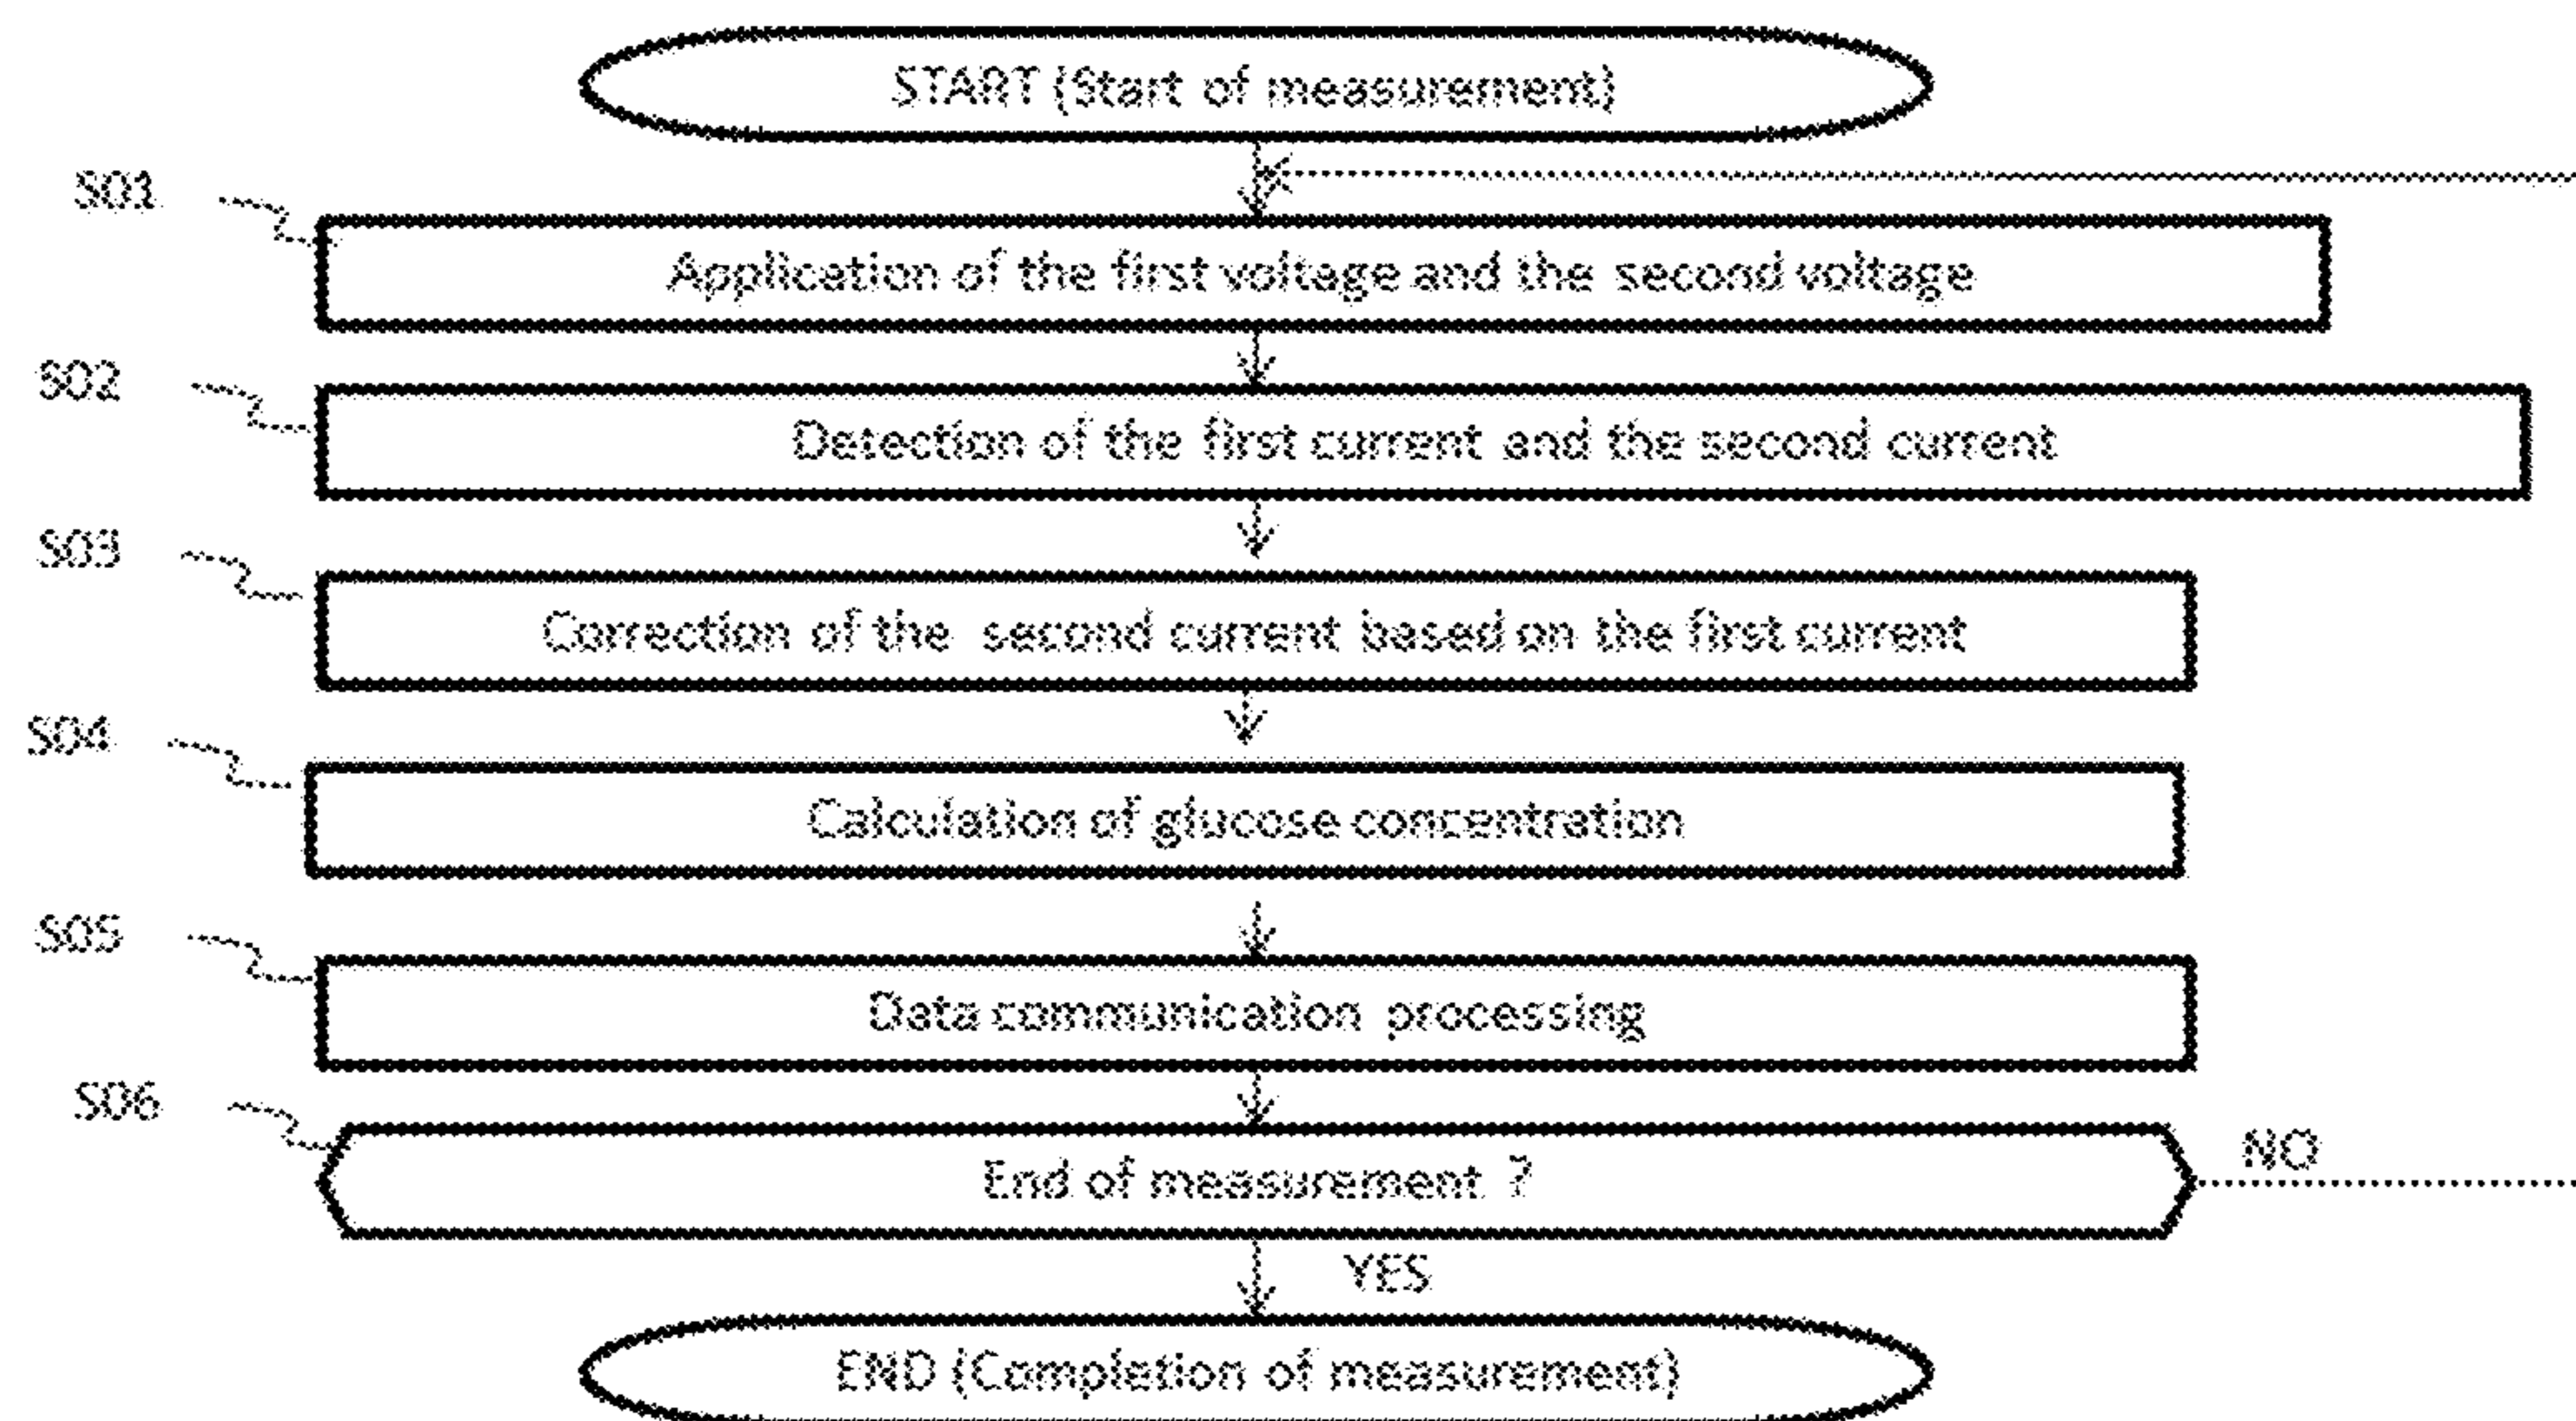 START (Start of measurement)
S01
Application of the first voltage and the second voltage
S02
Detection of the first current and the second current
S03
Correction of the second current based on the first current
S04
Calculation of glucose concentration
S05
Data communication processing
S06
End of measurement ?
NO
YES
END (Completion of measurement)